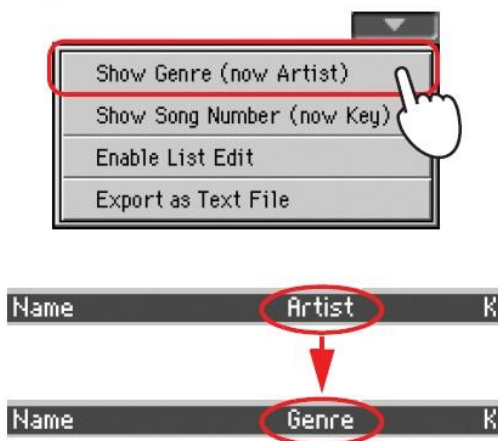 Show Genre (now Artist)
Show Song Number (now Key)
Enable List Edit
Export as Text File
Name Artist K
Name Genre K